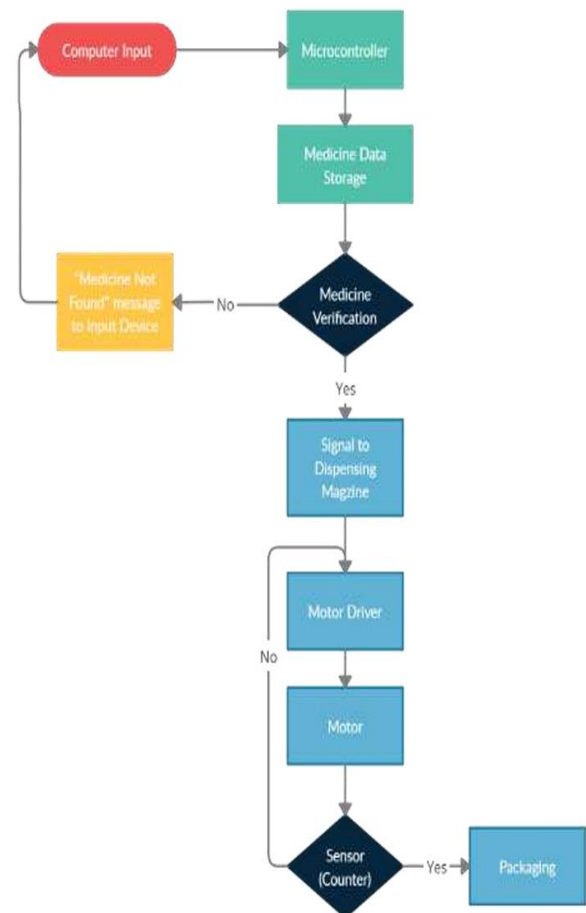 Computer Input
Microcontroller
Medicine Data
Storage
"Medicine Not
Found" message
to Input Device
No
Medicine
Verification
Yes
Signal to
Dispensing
Magzine
Motor Driver
No
Motor
Sensor
(Counter)
Yes
Packaging